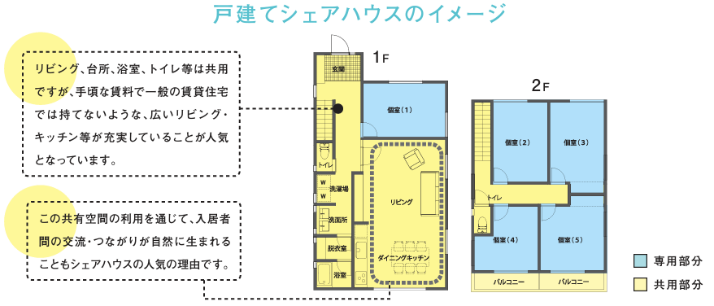 戸建てシェアハウスのイメージ
リビング、台所、浴室、トイレ等は共用
ですが、手頃な賃料で一般の賃貸住宅
では持てないような、広いリビング・
キッチン等が充実していることが人気
となっています。
この共有空間の利用を通じて、入居者
間の交流・つながりが自然に生まれる
こともシェアハウスの人気の理由です。
1F
玄関
個室(1)
トイレ
W
W
洗濯場
洗面所
脱衣室
浴室
リビング
ダイニングキッチン
2F
個室(2)
個室(3)
トイレ
個室(4)
個室(5)
バルコニー
バルコニー
専用部分
共用部分